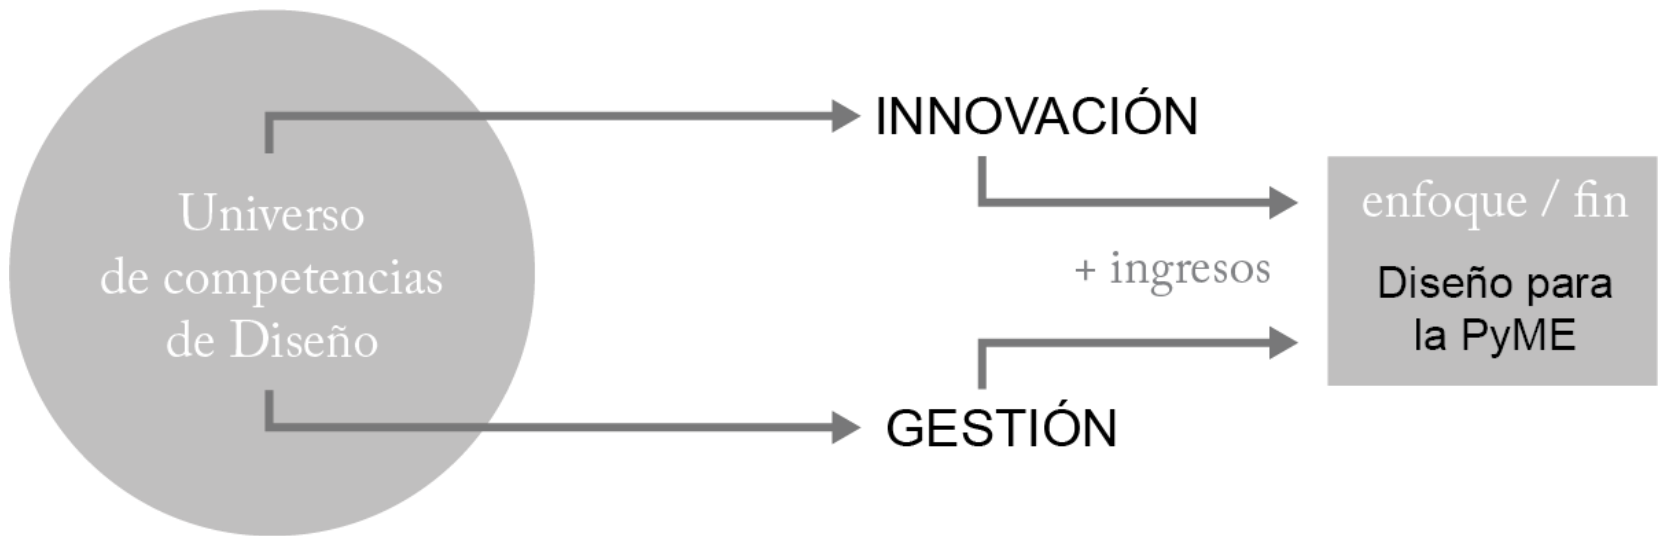 Universo
de competencias
de Diseño
INNOVACIÓN
+ ingresos
GESTIÓN
enfoque / fin
Diseño para
la PyME